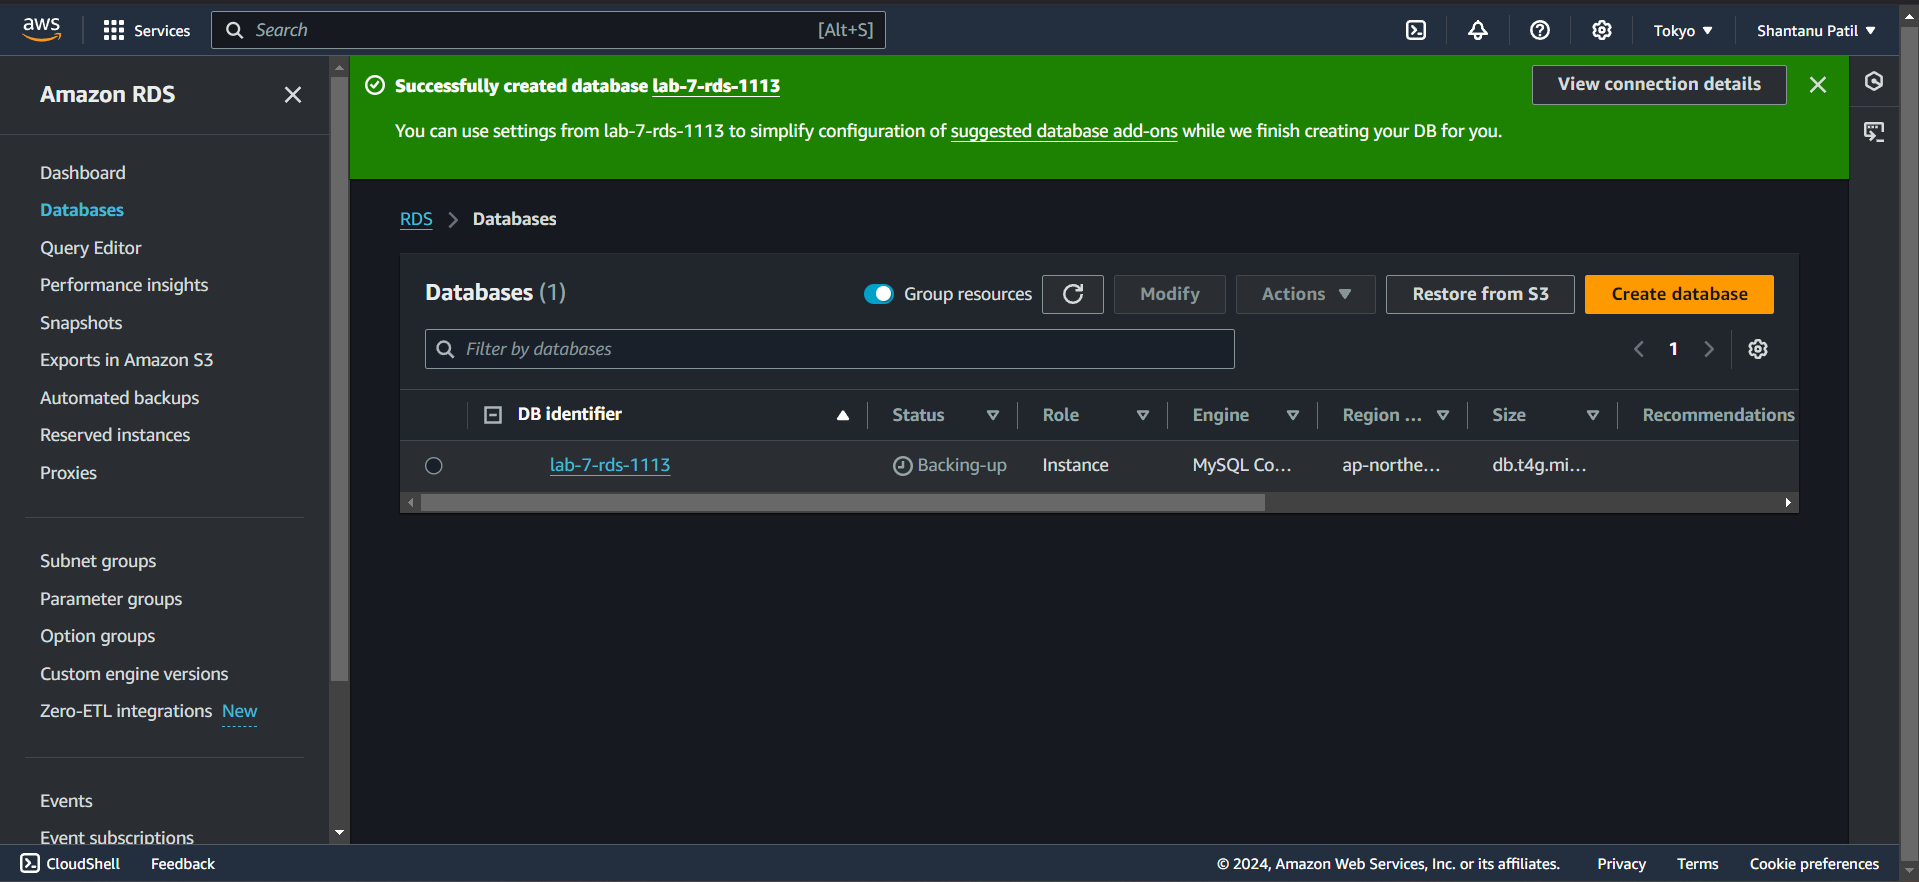 aws Services Search [Alt+S] Tokyo Shantanu Patil
Amazon RDS
Dashboard
Databases
Query Editor
Performance insights
Snapshots
Exports in Amazon S3
Automated backups
Reserved instances
Proxies
Subnet groups
Parameter groups
Option groups
Custom engine versions
Zero-ETL integrations New
Events
Event subscriptions
Successfully created database lab-7-rds-1113 View connection details
You can use settings from lab-7-rds-1113 to simplify configuration of suggested database add-ons while we finish creating your DB for you.
RDS Databases
Databases (1) Group resources Modify Actions Restore from S3 Create database
Filter by databases 1
DB identifier Status Role Engine Region ... Size Recommendations
lab-7-rds-1113 Backing-up Instance MySQL Co... ap-northe... db.t4g.mi...
CloudShell Feedback © 2024, Amazon Web Services, Inc. or its affiliates. Privacy Terms Cookie preferences